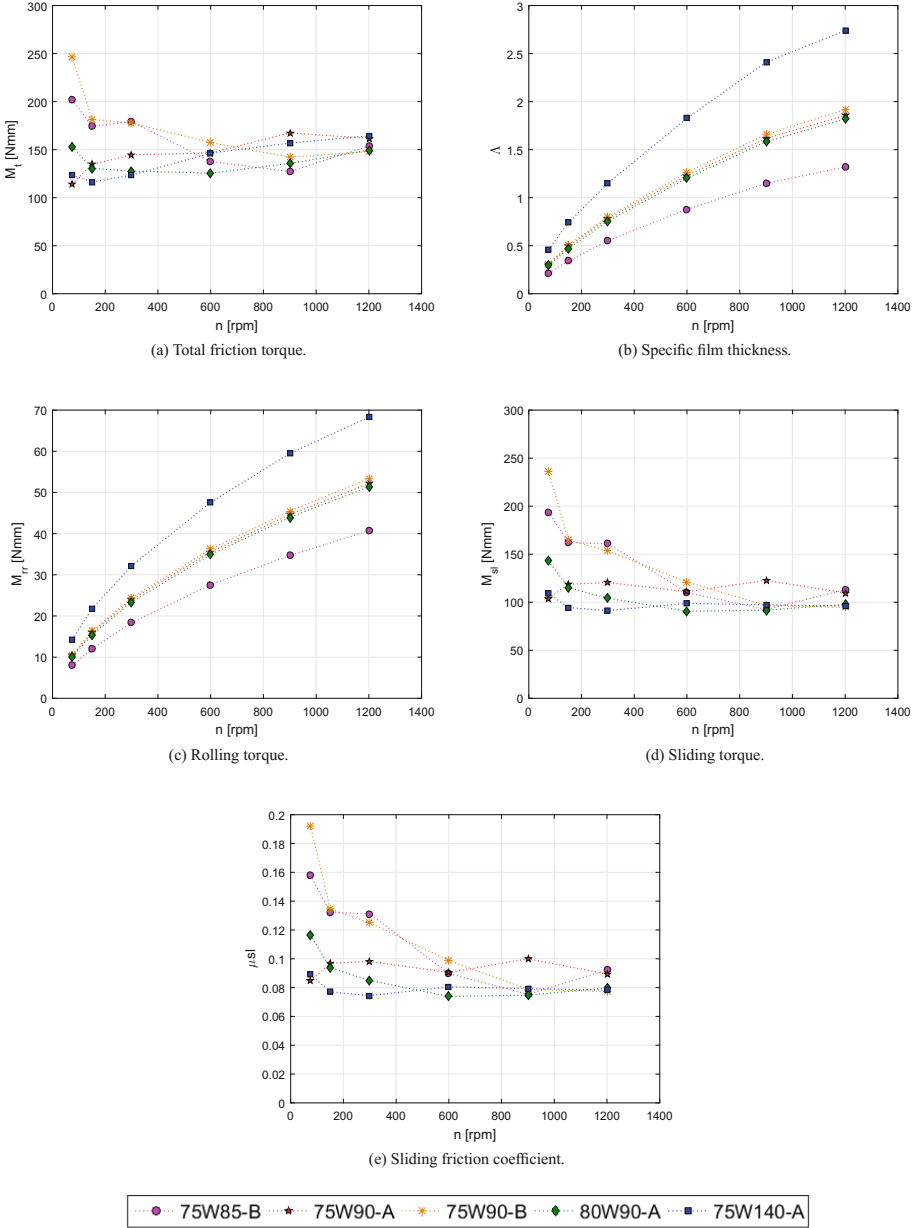 300
250
200
150
100
50
0
M_t [Nmm]
0 200 400 600 800 1000 1200 1400
n [rpm]
(a) Total friction torque.
3
2.5
2
1.5
1
0.5
0
Λ
0 200 400 600 800 1000 1200 1400
n [rpm]
(b) Specific film thickness.
70
60
50
40
30
20
10
0
M_rr [Nmm]
0 200 400 600 800 1000 1200 1400
n [rpm]
(c) Rolling torque.
300
250
200
150
100
50
0
M_sl [Nmm]
0 200 400 600 800 1000 1200 1400
n [rpm]
(d) Sliding torque.
0.2
0.18
0.16
0.14
0.12
0.1
0.08
0.06
0.04
0.02
0
μsl
0 200 400 600 800 1000 1200 1400
n [rpm]
(e) Sliding friction coefficient.
75W85-B 75W90-A 75W90-B 80W90-A 75W140-A